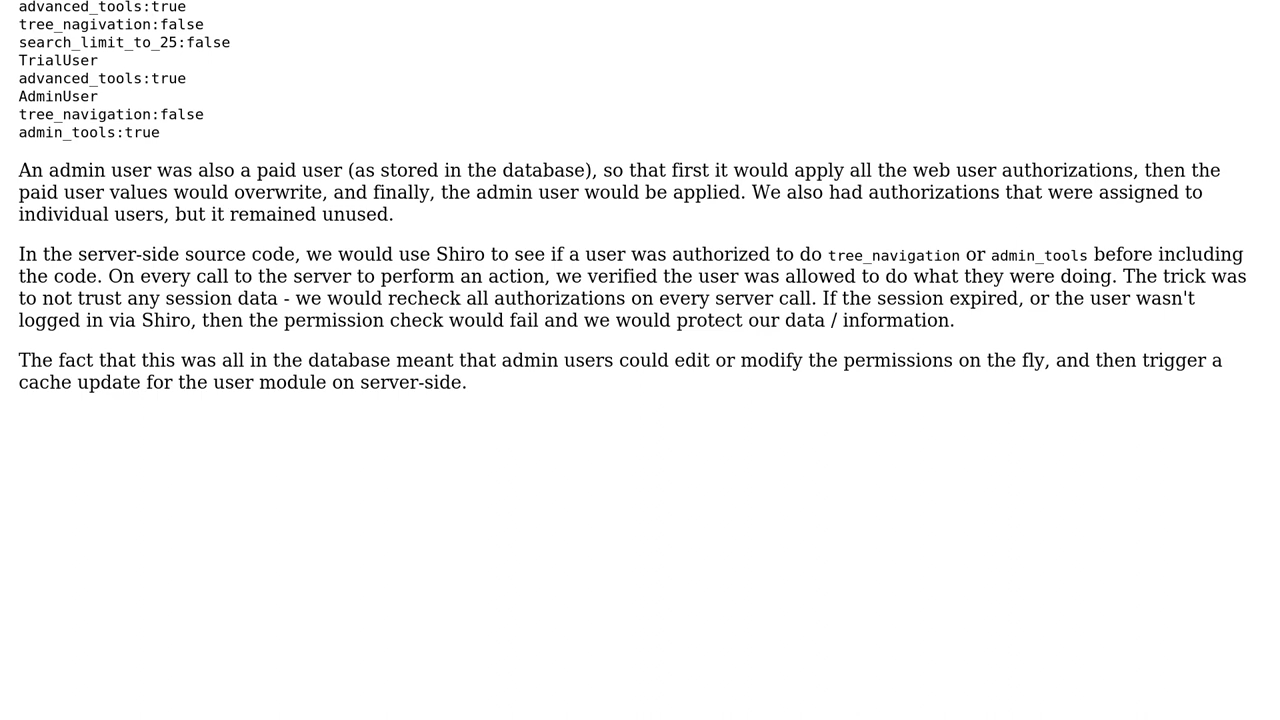 advanced_tools:true
tree_nagivation:false
search_limit_to_25:false
TrialUser
advanced_tools:true
AdminUser
tree_navigation:false
admin_tools:true
An admin user was also a paid user (as stored in the database), so that first it would apply all the web user authorizations, then the
paid user values would overwrite, and finally, the admin user would be applied. We also had authorizations that were assigned to
individual users, but it remained unused.
In the server-side source code, we would use Shiro to see if a user was authorized to do tree_navigation or admin_tools before including
the code. On every call to the server to perform an action, we verified the user was allowed to do what they were doing. The trick was
to not trust any session data - we would recheck all authorizations on every server call. If the session expired, or the user wasn't
logged in via Shiro, then the permission check would fail and we would protect our data / information.
The fact that this was all in the database meant that admin users could edit or modify the permissions on the fly, and then trigger a
cache update for the user module on server-side.